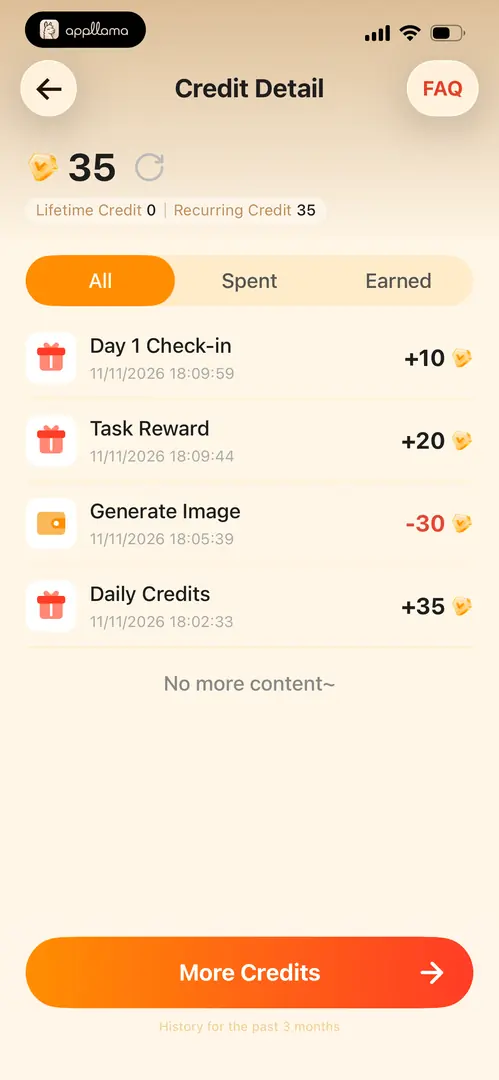 appllama
Credit Detail
FAQ
35
Lifetime Credit 0 | Recurring Credit 35
All
Spent
Earned
Day 1 Check-in
11/11/2026 18:09:59
+10
Task Reward
11/11/2026 18:09:44
+20
Generate Image
11/11/2026 18:05:39
-30
Daily Credits
11/11/2026 18:02:33
+35
No more content~
More Credits
History for the past 3 months